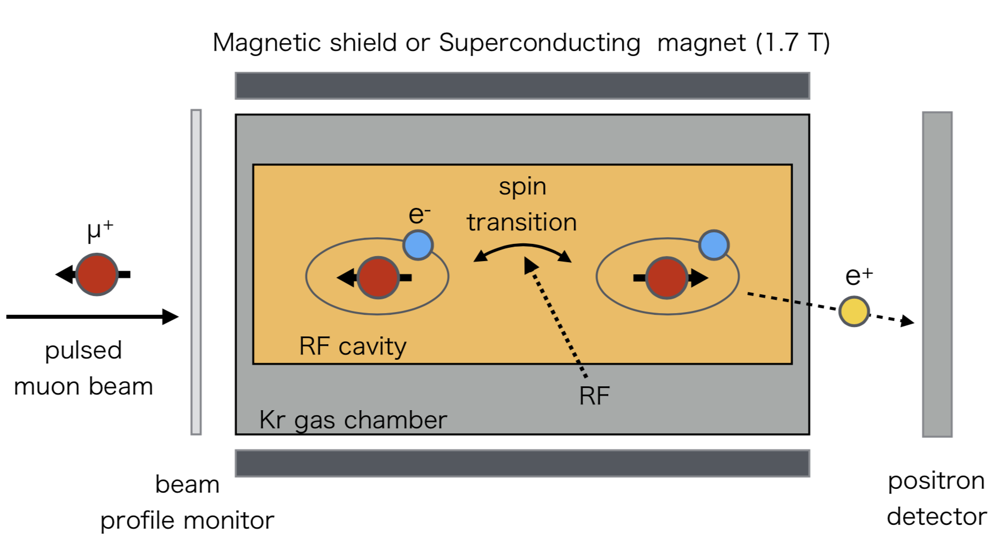 Magnetic shield or Superconducting magnet (1.7 T)
spin
transition
e-
μ+
e+
RF cavity
pulsed
muon beam
RF
Kr gas chamber
beam
profile monitor
positron
detector